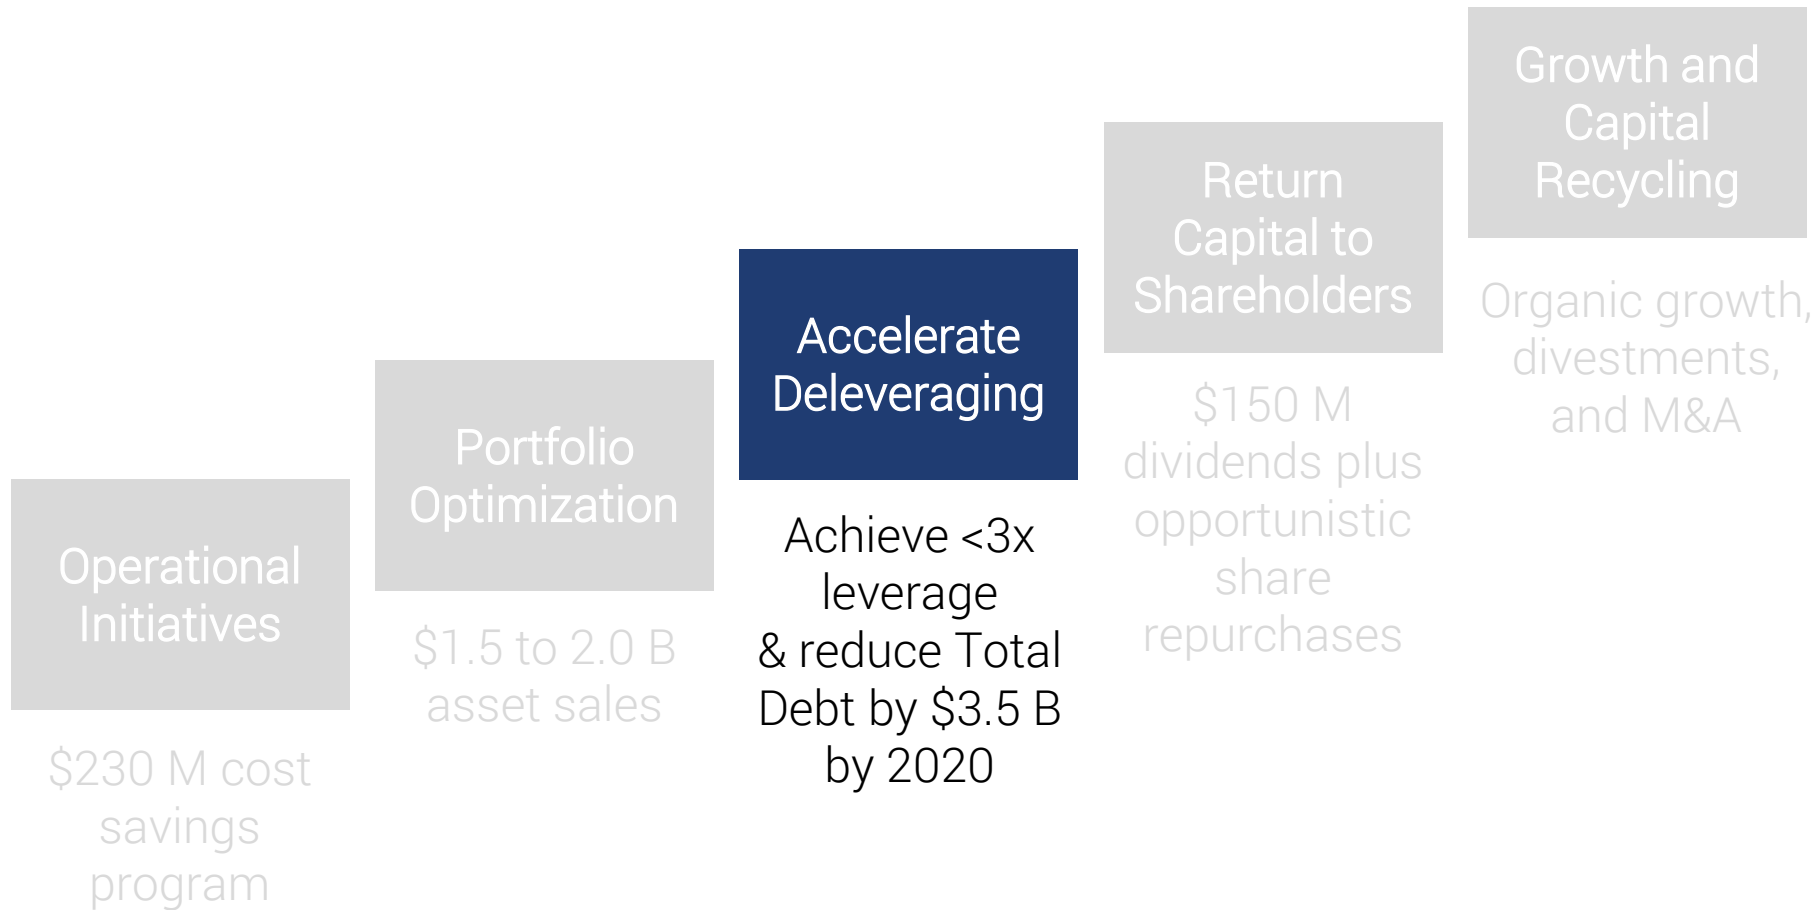 Operational
Initiatives
$230 M cost
savings
program
Portfolio
Optimization
$1.5 to 2.0 B
asset sales
Accelerate
Deleveraging
Achieve <3x
leverage
& reduce Total
Debt by $3.5 B
by 2020
Return
Capital to
Shareholders
$150 M
dividends plus
opportunistic
share
repurchases
Growth and
Capital
Recycling
Organic growth,
divestments,
and M&A